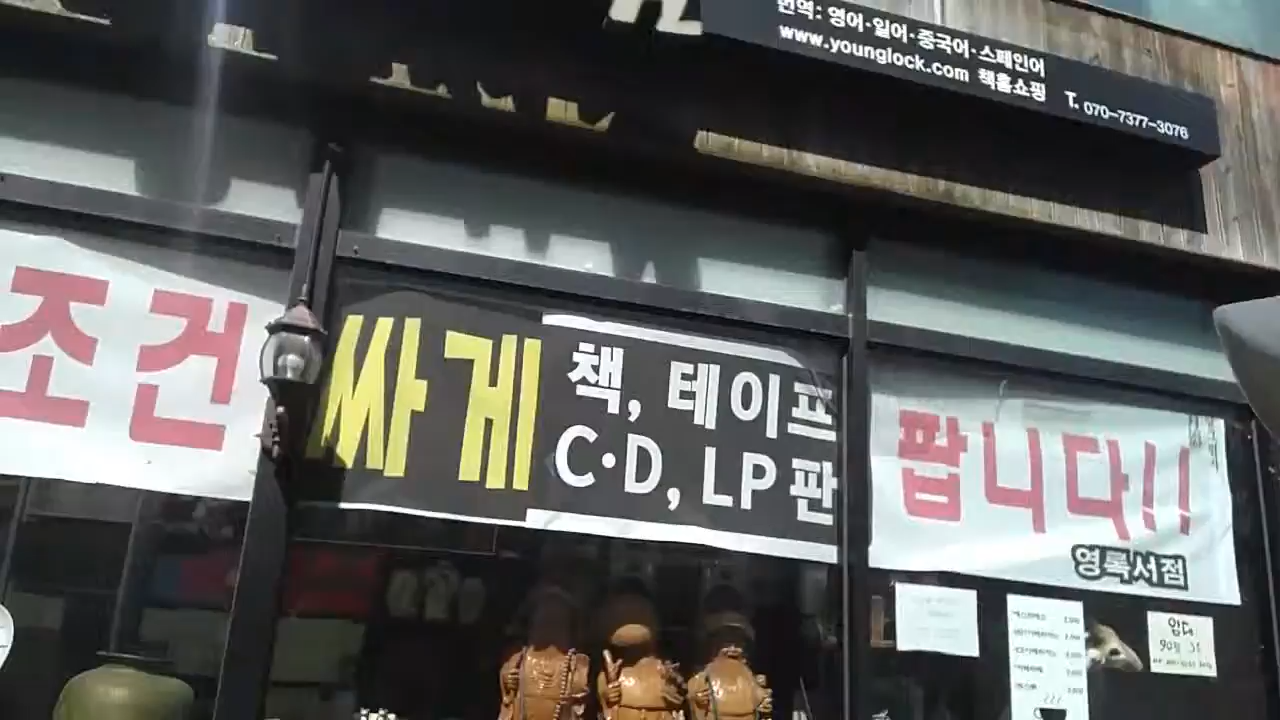 번역: 영어·일어·중국어·스페인어
www.younglock.com 책홈쇼핑 T. 070-7377-3076
조건
싸게
책, 테이프
C·D, LP 판
팝니다!!
영록서점
임대